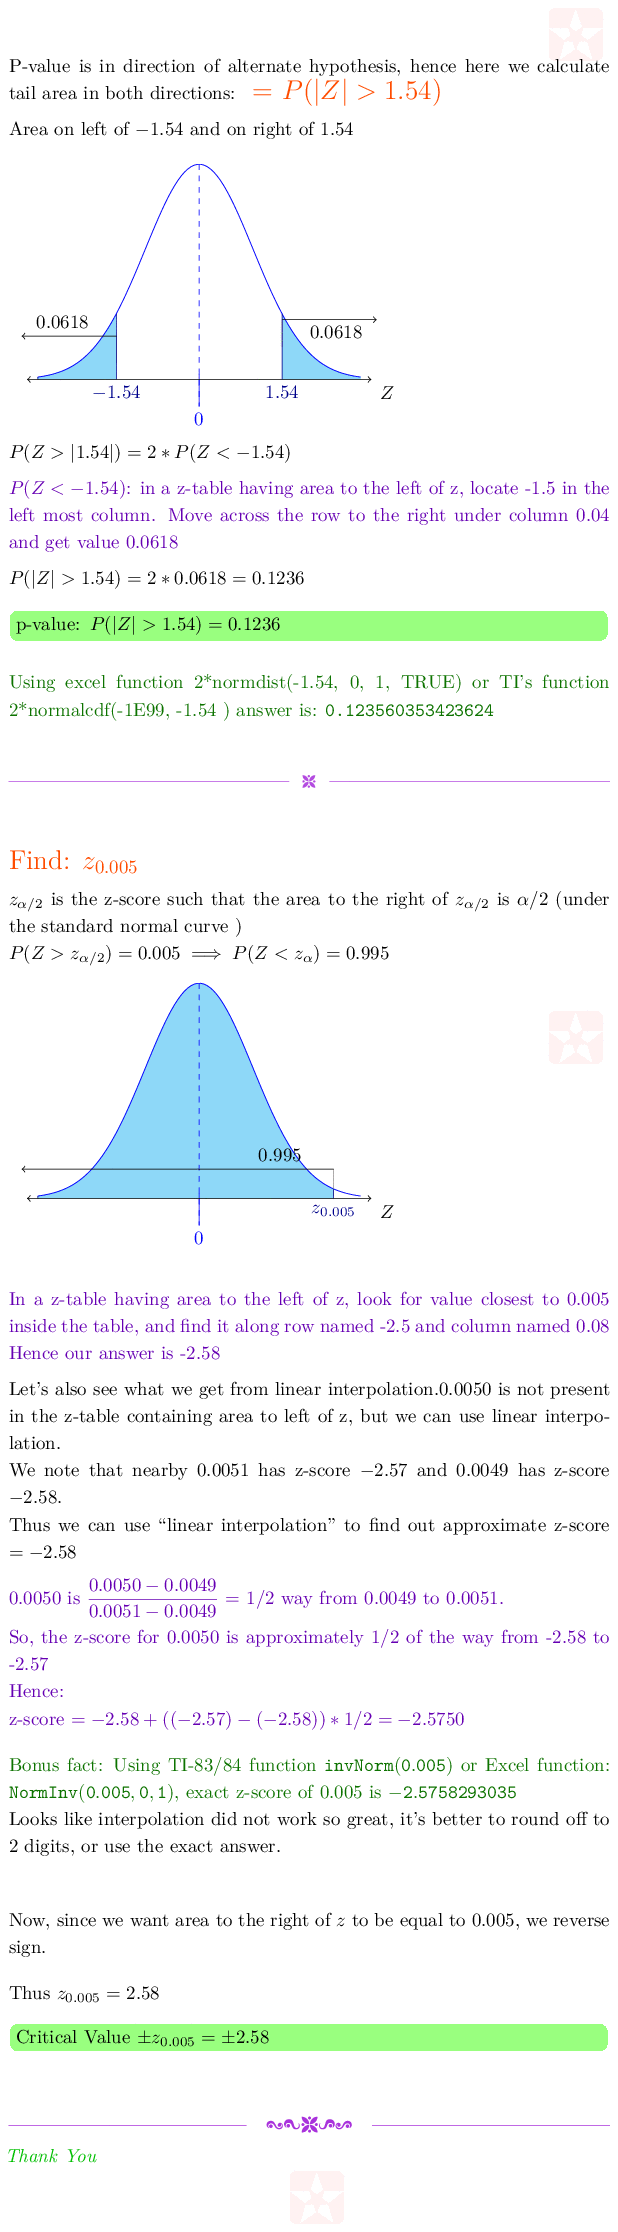 P-value is in direction of alternate hypothesis, hence here we calculate
tail area in both directions: = P(|Z| > 1.54)
Area on left of −1.54 and on right of 1.54
0.0618
0.0618
−1.54
1.54
Z
0
P(Z > |1.54|) = 2 ∗ P(Z < −1.54)
P(Z < −1.54): in a z-table having area to the left of z, locate -1.5 in the
left most column. Move across the row to the right under column 0.04
and get value 0.0618
P(|Z| > 1.54) = 2 ∗ 0.0618 = 0.1236
p-value: P(|Z| > 1.54) = 0.1236
Using excel function 2*normdist(-1.54, 0, 1, TRUE) or TI's function
2*normalcdf(-1E99, -1.54 ) answer is: 0.123560353423624
Find: z₀.₀₀₅
z_{α/2} is the z-score such that the area to the right of z_{α/2} is α/2 (under
the standard normal curve )
P(Z > z_{α/2}) = 0.005 ⟹ P(Z < z_α) = 0.995
0.995
z₀.₀₀₅
Z
0
In a z-table having area to the left of z, look for value closest to 0.005
inside the table, and find it along row named -2.5 and column named 0.08
Hence our answer is -2.58
Let's also see what we get from linear interpolation.0.0050 is not present
in the z-table containing area to left of z, but we can use linear interpo-
lation.
We note that nearby 0.0051 has z-score −2.57 and 0.0049 has z-score
−2.58.
Thus we can use “linear interpolation” to find out approximate z-score
= −2.58
0.0050 is (0.0050 − 0.0049)/(0.0051 − 0.0049) = 1/2 way from 0.0049 to 0.0051.
So, the z-score for 0.0050 is approximately 1/2 of the way from -2.58 to
-2.57
Hence:
z-score = −2.58 + ((−2.57) − (−2.58)) ∗ 1/2 = −2.5750
Bonus fact: Using TI-83/84 function invNorm(0.005) or Excel function:
NormInv(0.005, 0, 1), exact z-score of 0.005 is −2.5758293035
Looks like interpolation did not work so great, it's better to round off to
2 digits, or use the exact answer.
Now, since we want area to the right of z to be equal to 0.005, we reverse
sign.
Thus z₀.₀₀₅ = 2.58
Critical Value ±z₀.₀₀₅ = ±2.58
Thank You